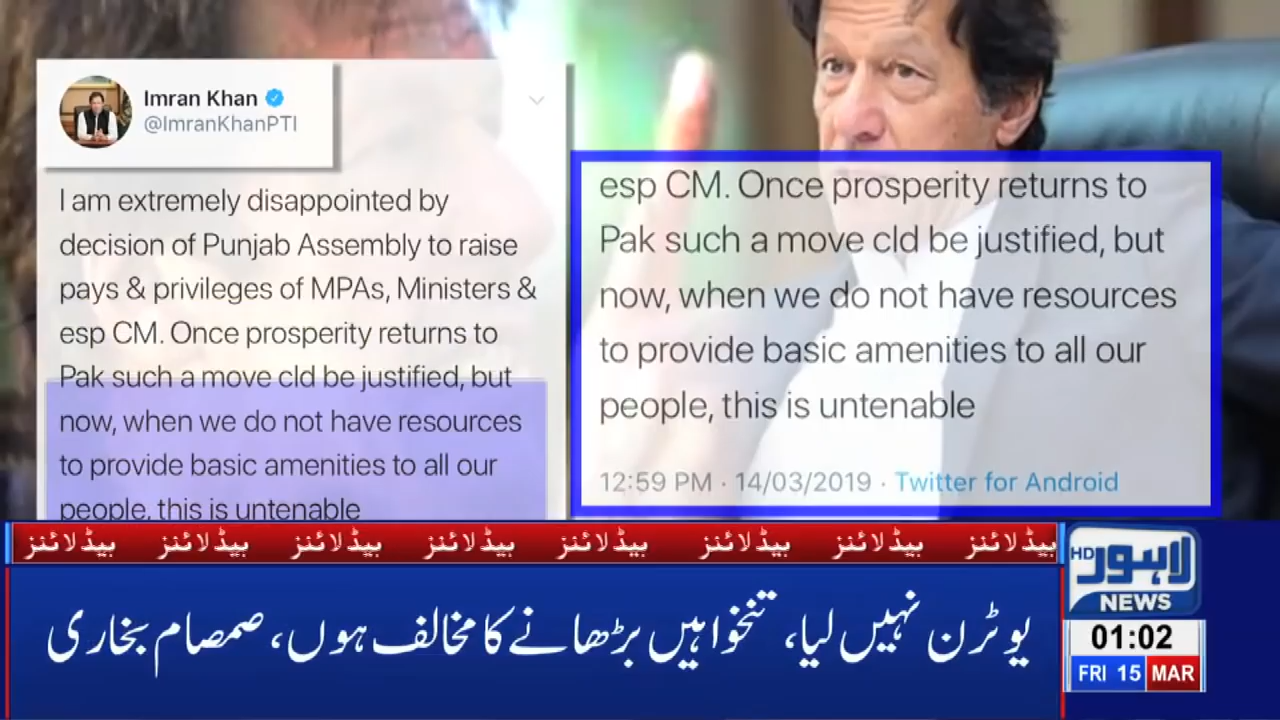 Imran Khan
@ImranKhanPTI
I am extremely disappointed by
decision of Punjab Assembly to raise
pays & privileges of MPAs, Ministers &
esp CM. Once prosperity returns to
Pak such a move cld be justified, but
now, when we do not have resources
to provide basic amenities to all our
people, this is untenable
esp CM. Once prosperity returns to
Pak such a move cld be justified, but
now, when we do not have resources
to provide basic amenities to all our
people, this is untenable
12:59 PM · 14/03/2019 · Twitter for Android
ہیڈلائنز ہیڈلائنز ہیڈلائنز ہیڈلائنز ہیڈلائنز ہیڈلائنز ہیڈلائنز ہیڈلائنز
یوٹرن نہیں لیا، تنخواہیں بڑھانے کا مخالف ہوں، صمصام بخاری
لاہور HD
NEWS
01:02
FRI 15 MAR